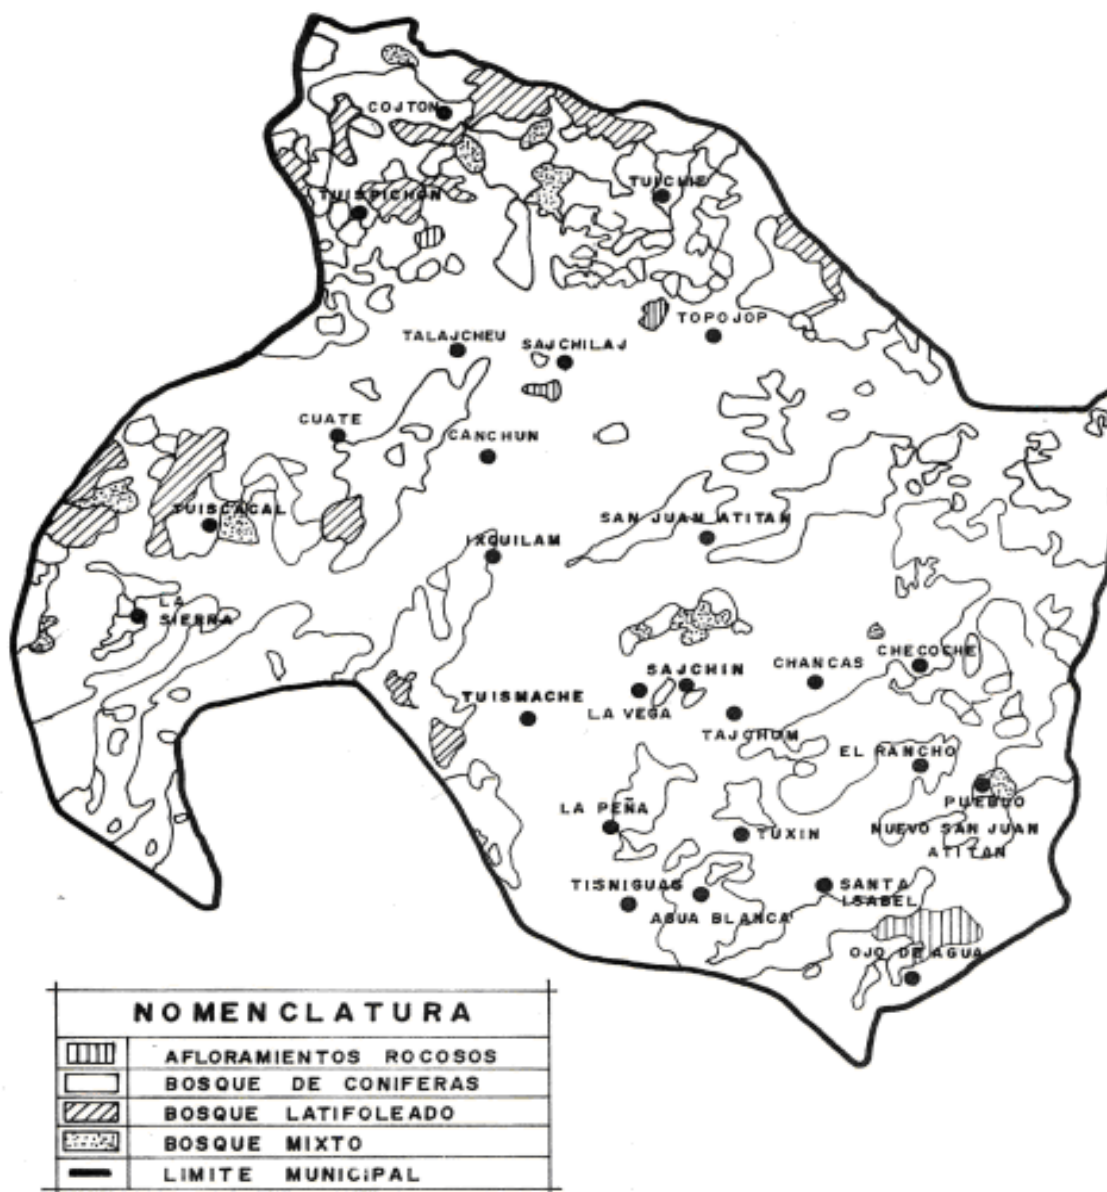 COJTON
TUISPICHON
TUICHIE
TOPOJOP
TALAJCHEU
SAJCHILAJ
CUATE
CANCHUN
TUISCACAL
SAN JUAN ATITAN
IXQUILAM
LA
SIERRA
CHECOCHE
CHANCAS
SAJCHIN
TUISMACHE
LA VEGA
TAJCHUM
EL RANCHO
LA PEÑA
PUEBLO
NUEVO SAN JUAN
ATITAN
TUXIN
TISNIGUAS
SANTA
ISABEL
AGUA BLANCA
OJO DE AGUA
NOMENCLATURA
AFLORAMIENTOS ROCOSOS
BOSQUE DE CONIFERAS
BOSQUE LATIFOLEADO
BOSQUE MIXTO
LIMITE MUNICIPAL